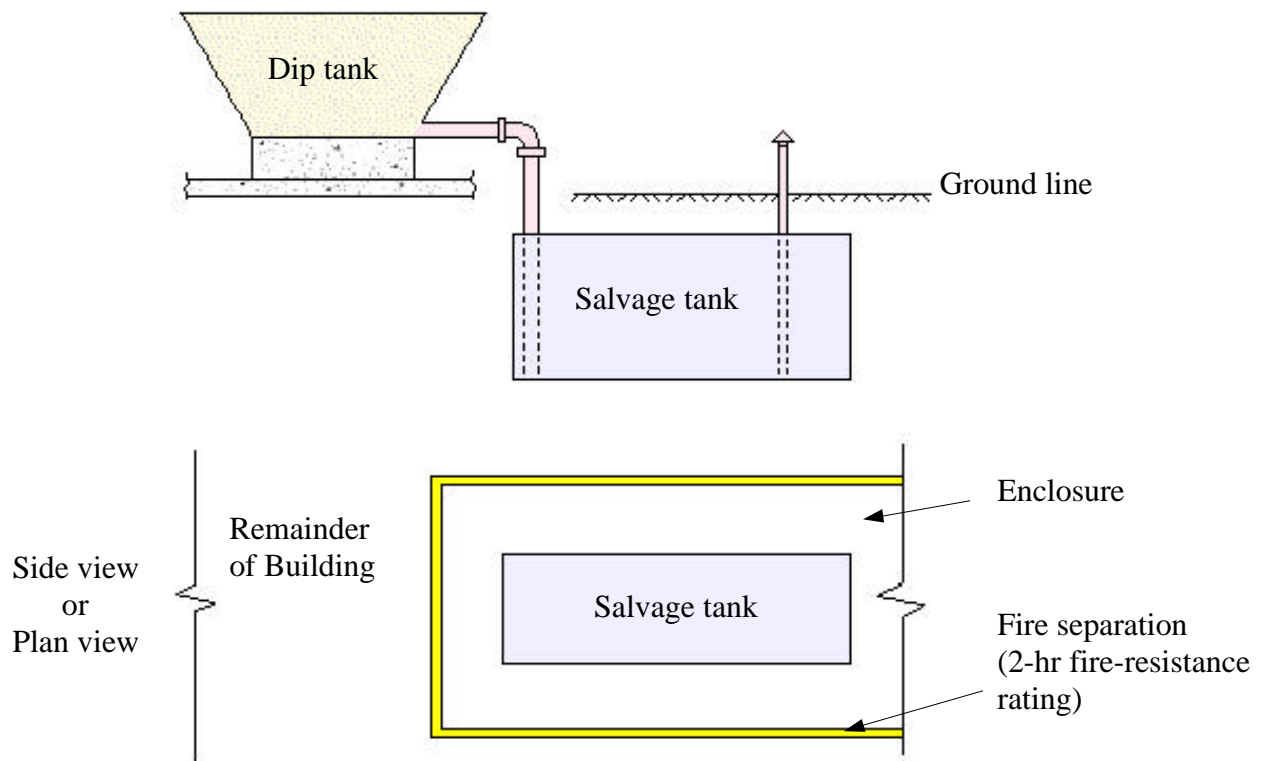 Dip tank
Ground line
Salvage tank
Enclosure
Remainder
of Building
Side view
or
Plan view
Salvage tank
Fire separation
(2-hr fire-resistance
rating)